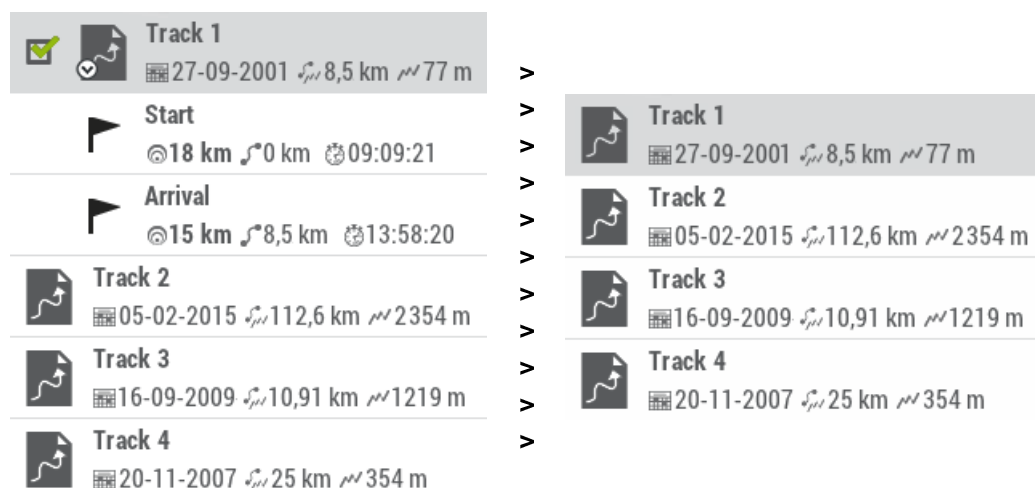 Track 1
27-09-2001 8,5 km 77 m
Start
18 km 0 km 09:09:21
Arrival
15 km 8,5 km 13:58:20
Track 2
05-02-2015 112,6 km 2354 m
Track 3
16-09-2009 10,91 km 1219 m
Track 4
20-11-2007 25 km 354 m
>
>
>
>
>
>
>
>
>
>
>
Track 1
27-09-2001 8,5 km 77 m
Track 2
05-02-2015 112,6 km 2354 m
Track 3
16-09-2009 10,91 km 1219 m
Track 4
20-11-2007 25 km 354 m